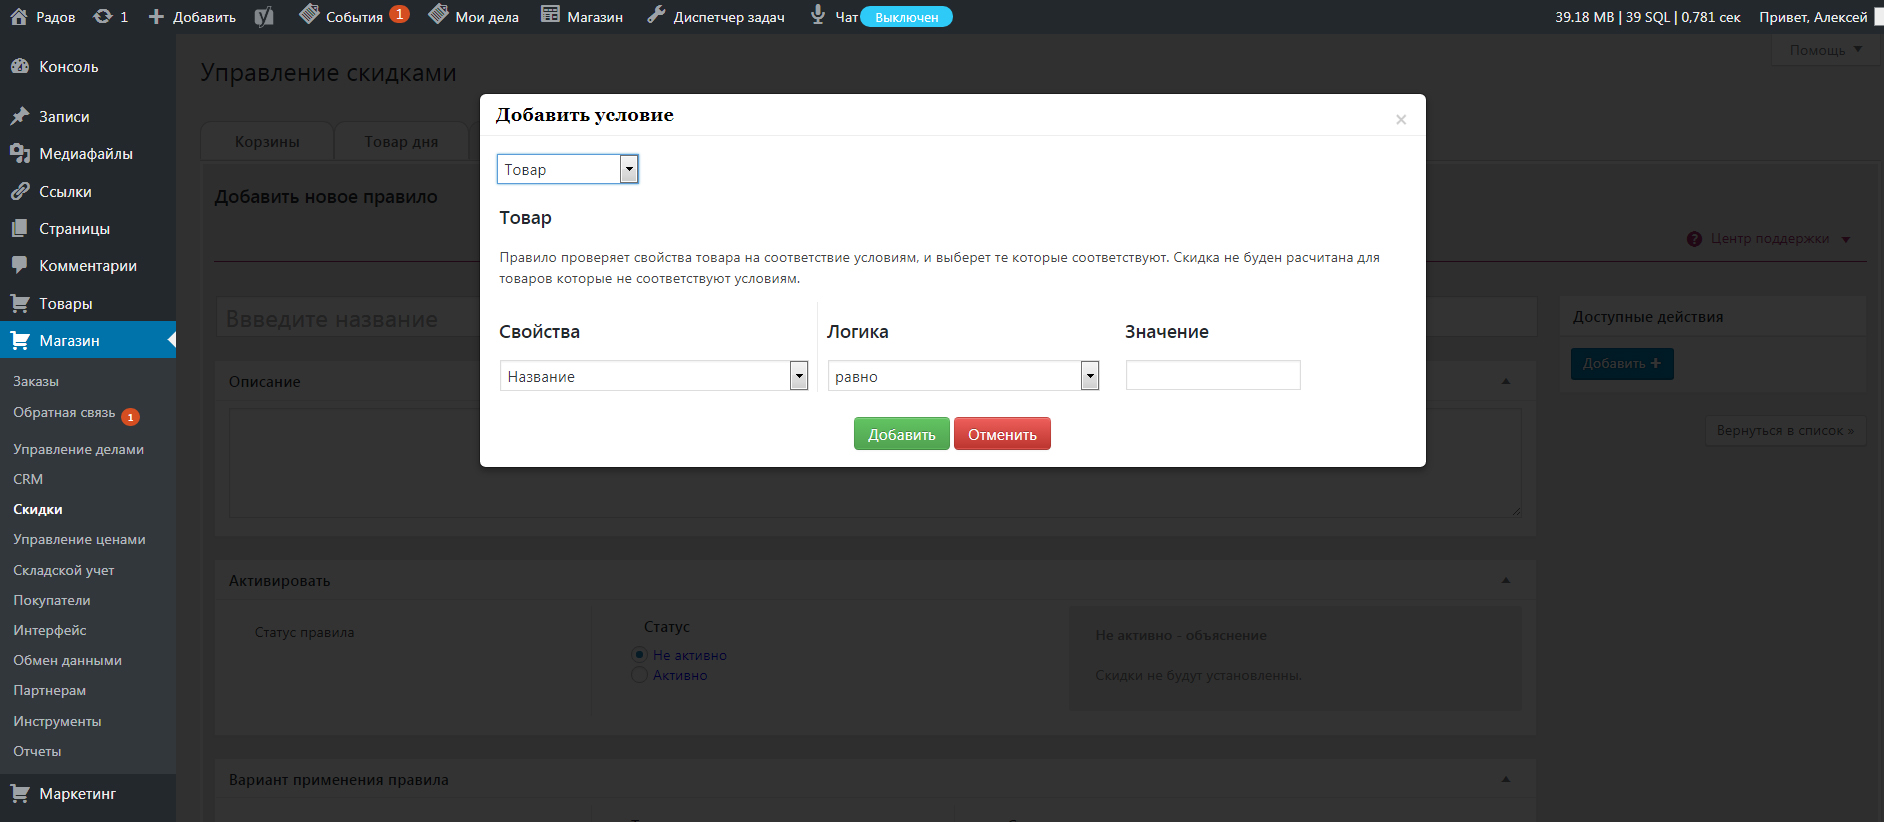 Радов
1
Добавить
События 1
Мои дела
Магазин
Диспетчер задач
Чат Выключен
39.18 MB | 39 SQL | 0,781 сек
Привет, Алексей
Консоль
Записи
Медиафайлы
Ссылки
Страницы
Комментарии
Товары
Магазин
Заказы
Обратная связь 1
Управление делами
CRM
Скидки
Управление ценами
Складской учет
Покупатели
Интерфейс
Обмен данными
Партнерам
Инструменты
Отчеты
Маркетинг
Помощь
Управление скидками
Корзины
Товар дня
Добавить новое правило
Центр поддержки
Ввведите название
Описание
Доступные действия
Добавить
Вернуться в список »
Активировать
Статус правила
Статус
Не активно
Активно
Не активно - объяснение
Скидки не будут установленны.
Вариант применения правила
Добавить условие
×
Товар
Товар
Правило проверяет свойства товара на соответствие условиям, и выберет те которые соответствуют. Скидка не буден расчитана для
товаров которые не соответствуют условиям.
Свойства
Логика
Значение
Название
равно
Добавить
Отменить